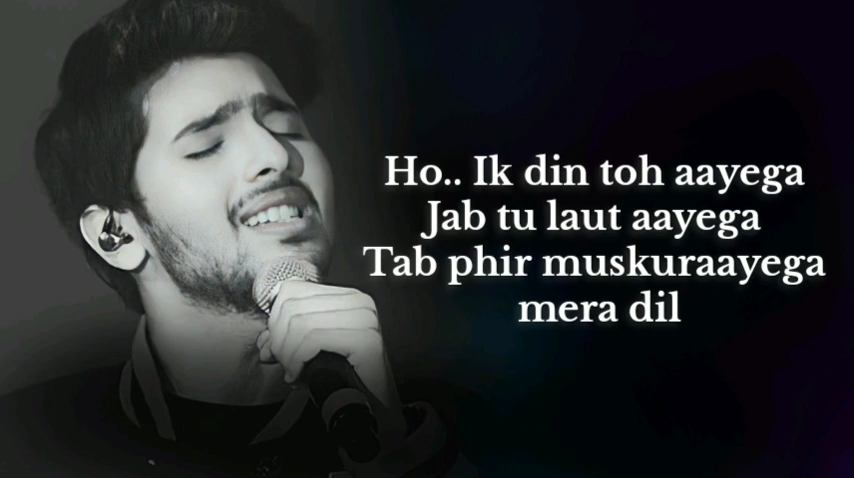 Ho.. Ik din toh aayega
Jab tu laut aayega
Tab phir muskuraayega
mera dil